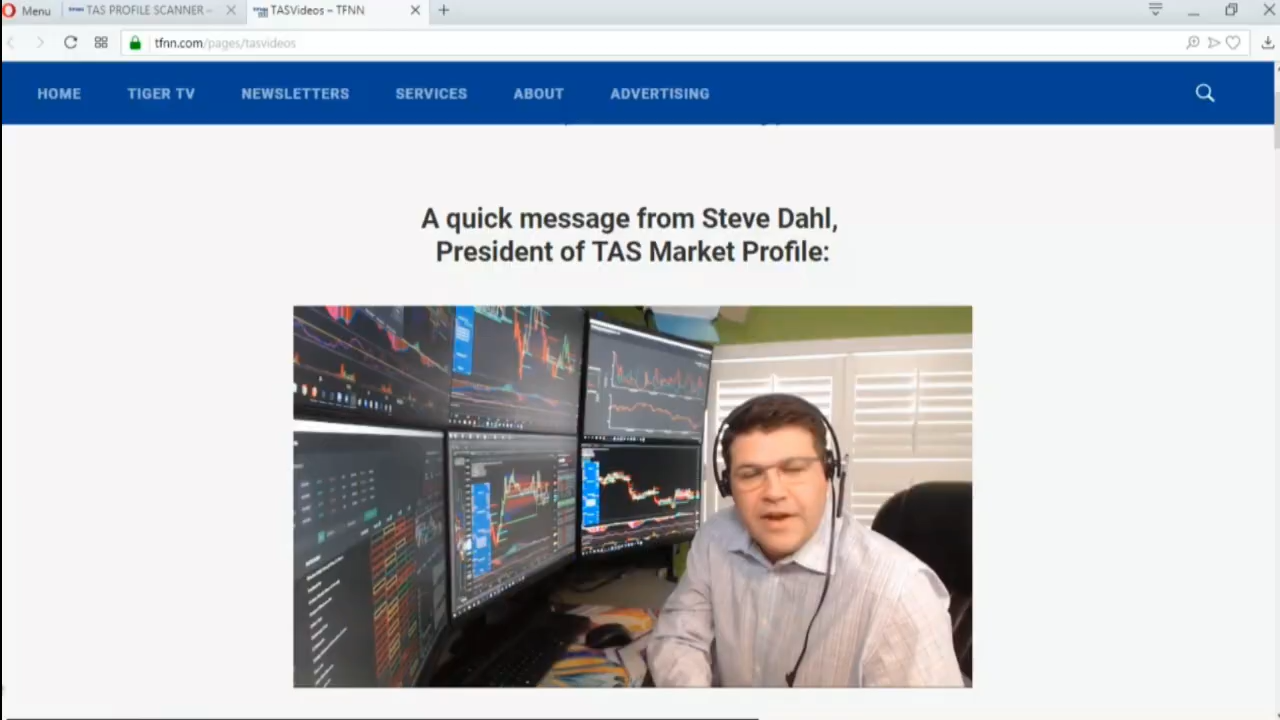 Menu
TAS PROFILE SCANNER –
TASVideos – TFNN
tfnn.com/pages/tasvideos
HOME
TIGER TV
NEWSLETTERS
SERVICES
ABOUT
ADVERTISING
A quick message from Steve Dahl,
President of TAS Market Profile: